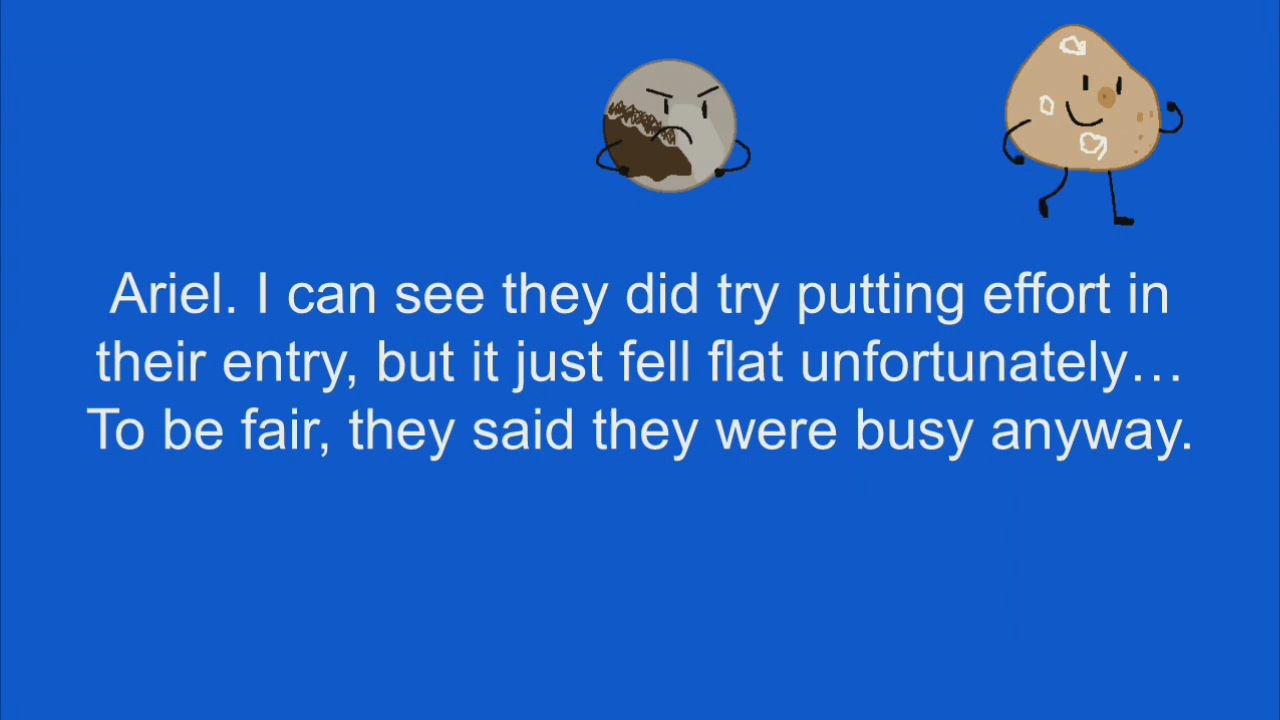 Ariel. I can see they did try putting effort in
their entry, but it just fell flat unfortunately…
To be fair, they said they were busy anyway.